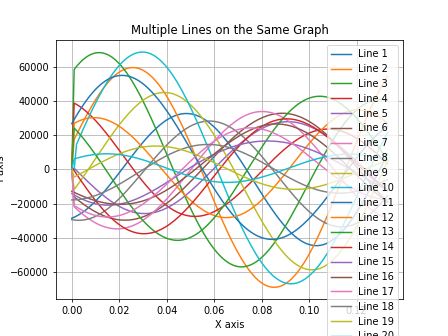 Multiple Lines on the Same Graph
60000
40000
20000
0
−20000
−40000
−60000
0.00
0.02
0.04
0.06
0.08
0.10
X axis
Line 1
Line 2
Line 3
Line 4
Line 5
Line 6
Line 7
Line 8
Line 9
Line 10
Line 11
Line 12
Line 13
Line 14
Line 15
Line 16
Line 17
Line 18
Line 19
Line 20